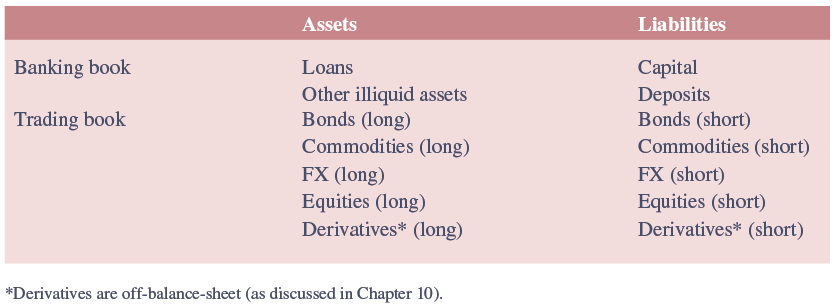 Assets Liabilities
Banking book Loans Capital
Other illiquid assets Deposits
Trading book Bonds (long) Bonds (short)
Commodities (long) Commodities (short)
FX (long) FX (short)
Equities (long) Equities (short)
Derivatives* (long) Derivatives* (short)
*Derivatives are off-balance-sheet (as discussed in Chapter 10).